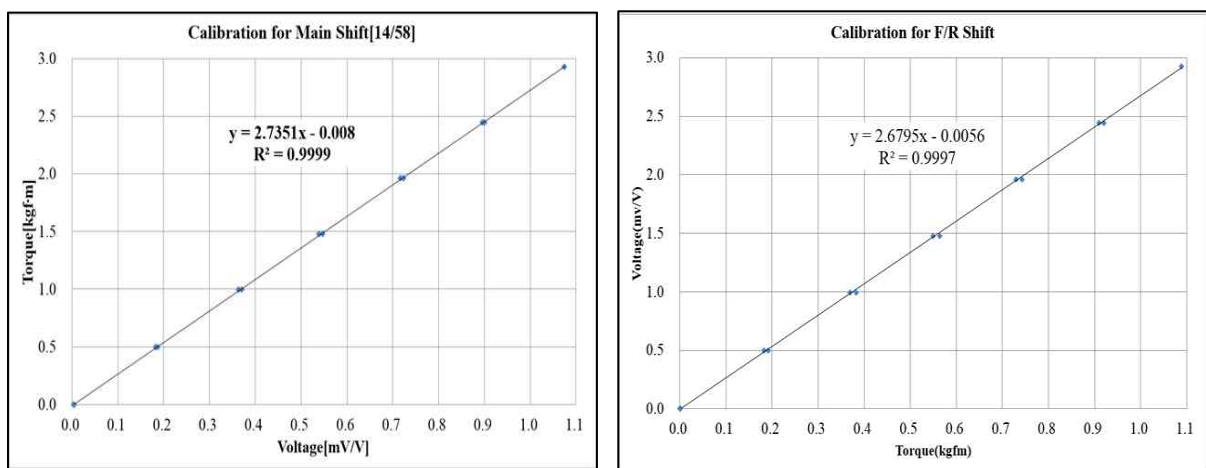 Calibration for Main Shift[14/58]
3.0
2.5
2.0
1.5
1.0
0.5
0.0
Torque[kgf-m]
y = 2.7351x - 0.008
R² = 0.9999
0.0 0.1 0.2 0.3 0.4 0.5 0.6 0.7 0.8 0.9 1.0 1.1
Voltage[mV/V]
Calibration for F/R Shift
3.0
2.5
2.0
1.5
1.0
0.5
0.0
Voltage(mv/V)
y = 2.6795x - 0.0056
R² = 0.9997
0.0 0.1 0.2 0.3 0.4 0.5 0.6 0.7 0.8 0.9 1.0 1.1
Torque(kgfm)